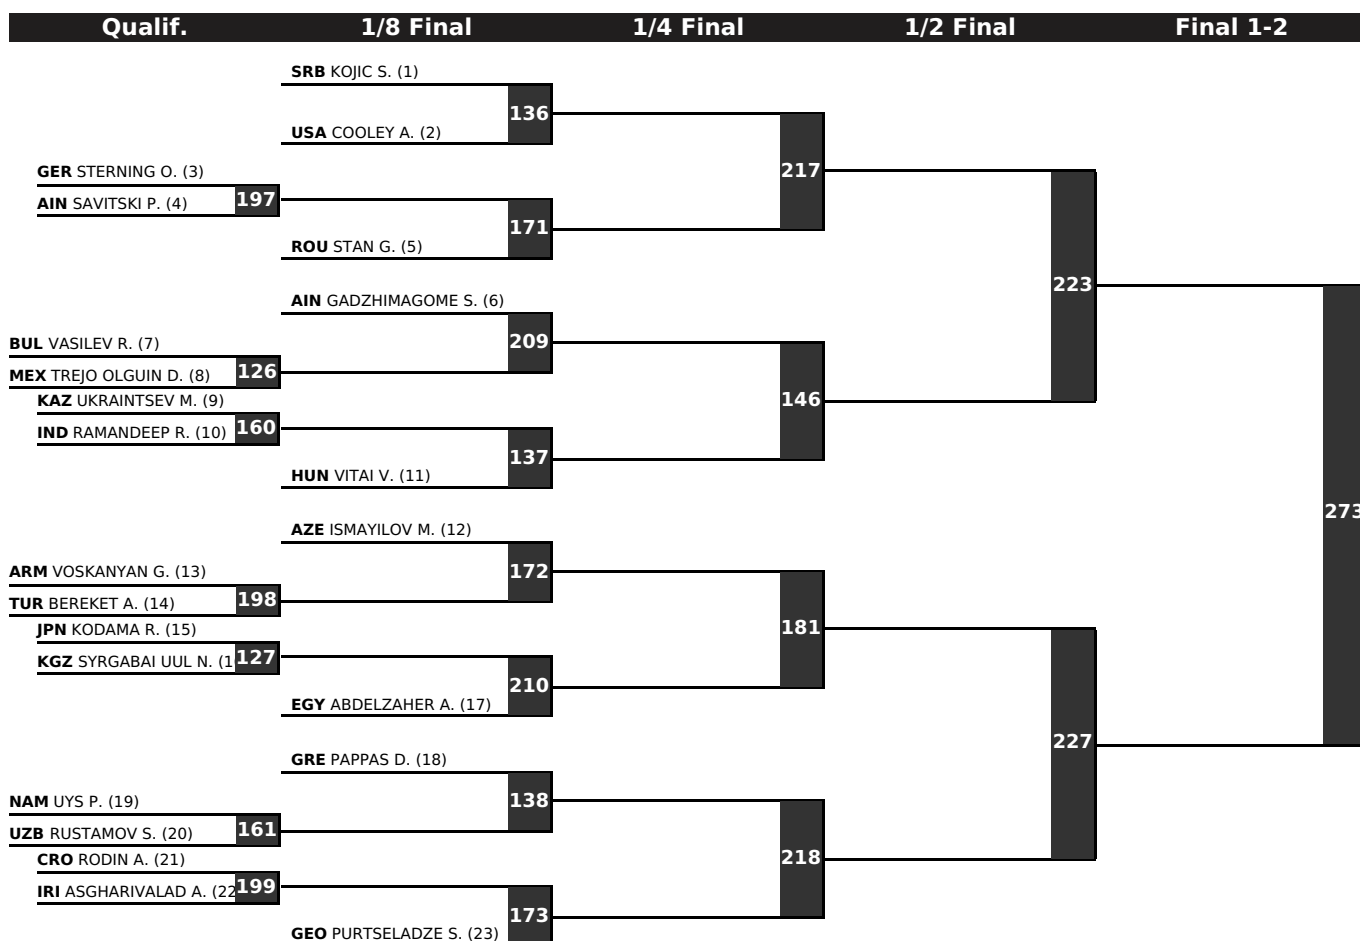 Qualif. 1/8 Final 1/4 Final 1/2 Final Final 1-2
SRB KOJIC S. (1)
136
USA COOLEY A. (2)
GER STERNING O. (3)
217
AIN SAVITSKI P. (4) 197
171
ROU STAN G. (5)
223
AIN GADZHIMAGOME S. (6)
BUL VASILEV R. (7)
209
MEX TREJO OLGUIN D. (8) 126
KAZ UKRAINTSEV M. (9)
146
IND RAMANDEEP R. (10) 160
137
HUN VITAI V. (11)
273
AZE ISMAYILOV M. (12)
ARM VOSKANYAN G. (13)
172
TUR BEREKET A. (14) 198
JPN KODAMA R. (15)
181
KGZ SYRGABAI UUL N. (1 127
210
EGY ABDELZAHER A. (17)
227
GRE PAPPAS D. (18)
NAM UYS P. (19)
138
UZB RUSTAMOV S. (20) 161
CRO RODIN A. (21)
218
IRI ASGHARIVALAD A. (22 199
173
GEO PURTSELADZE S. (23)